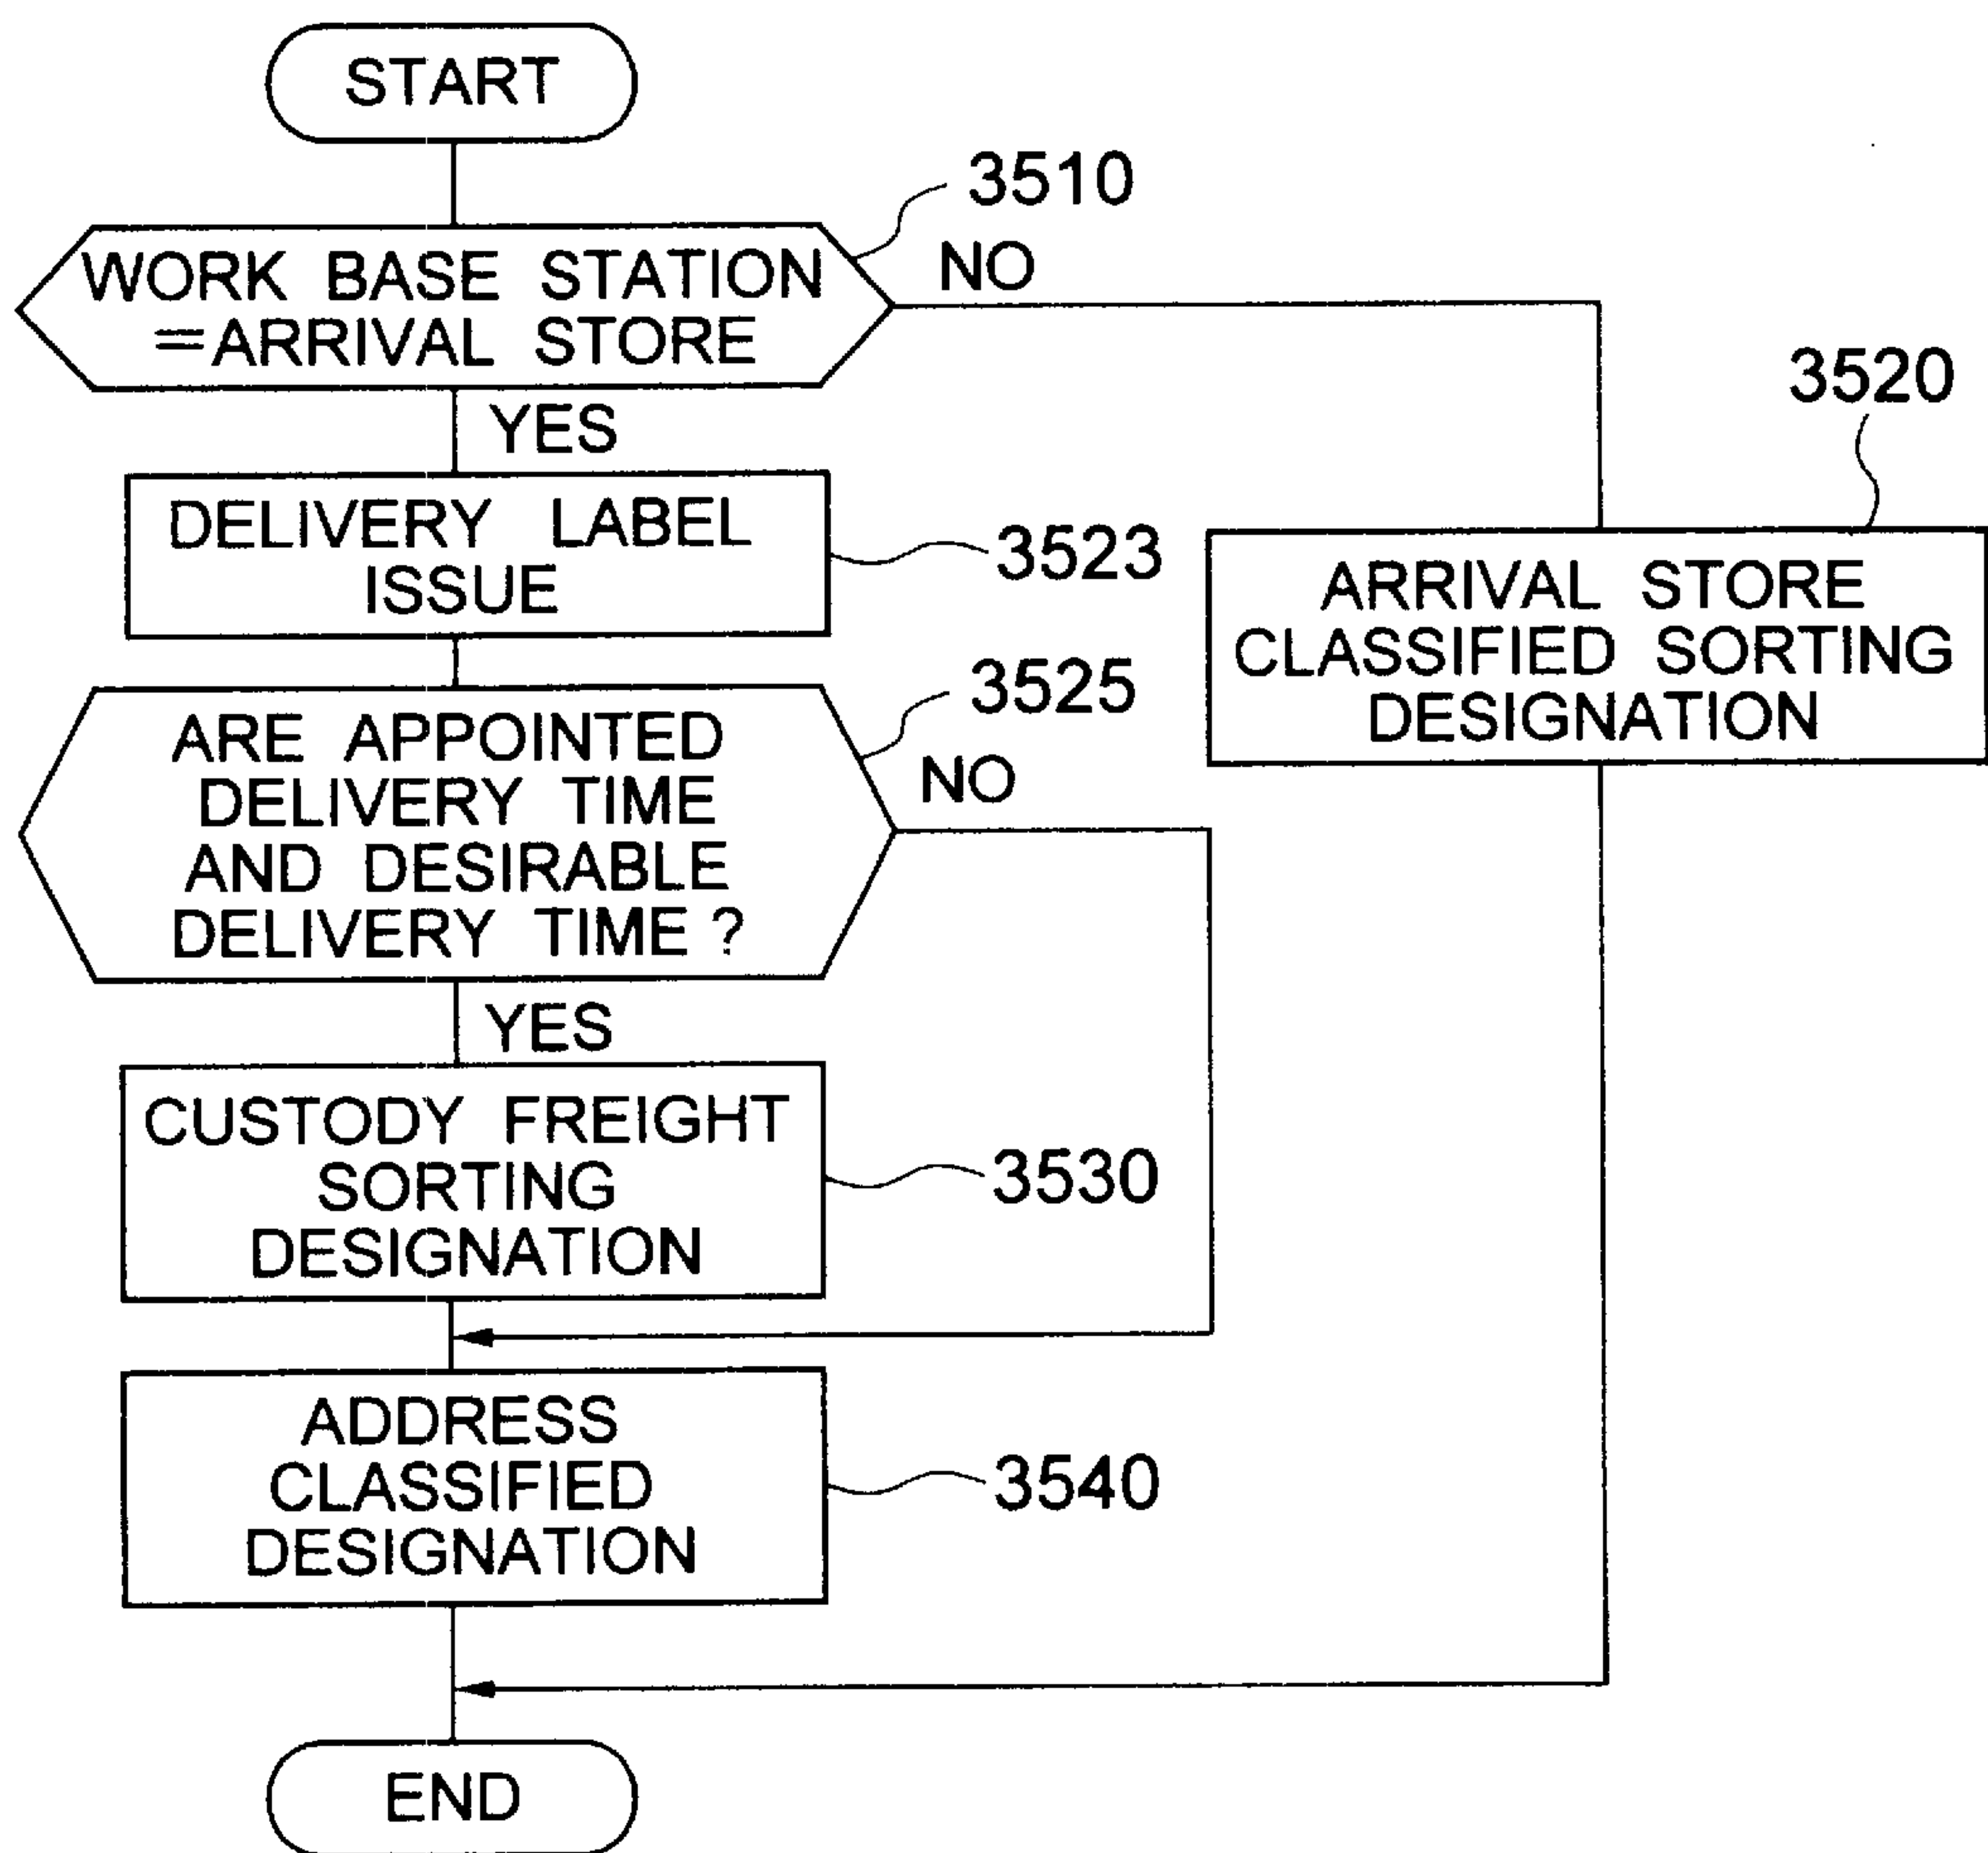 START
3510
WORK BASE STATION
=ARRIVAL STORE
NO
YES
3520
DELIVERY LABEL
ISSUE
3523
ARRIVAL STORE
CLASSIFIED SORTING
DESIGNATION
3525
ARE APPOINTED
DELIVERY TIME
AND DESIRABLE
DELIVERY TIME ?
NO
YES
CUSTODY FREIGHT
SORTING
DESIGNATION
3530
ADDRESS
CLASSIFIED
DESIGNATION
3540
END